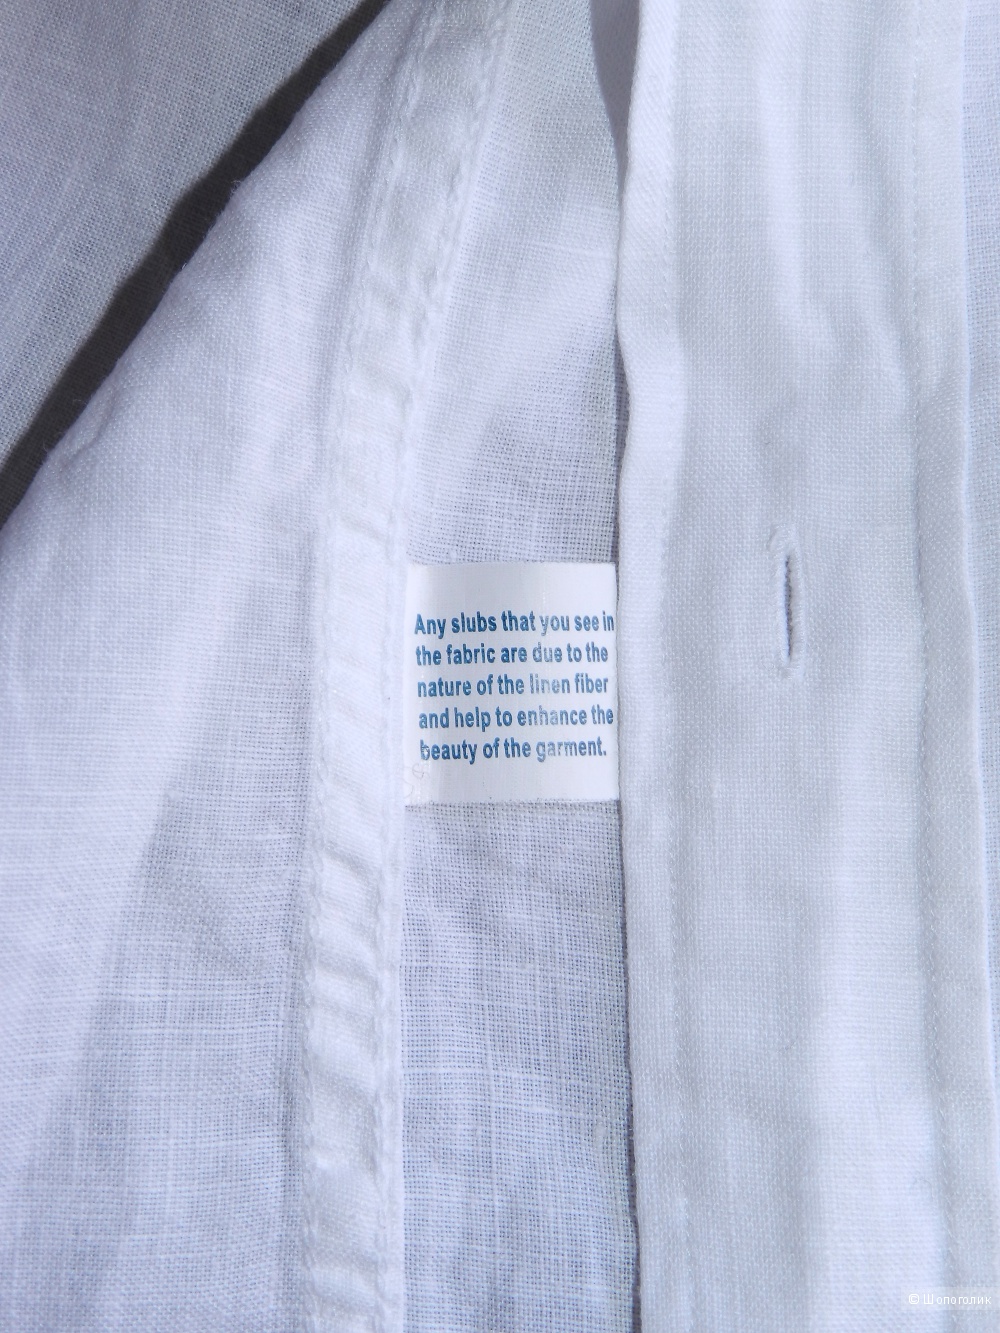 Any slubs that you see in
the fabric are due to the
nature of the linen fiber
and help to enhance the
beauty of the garment.
© Шопоголик